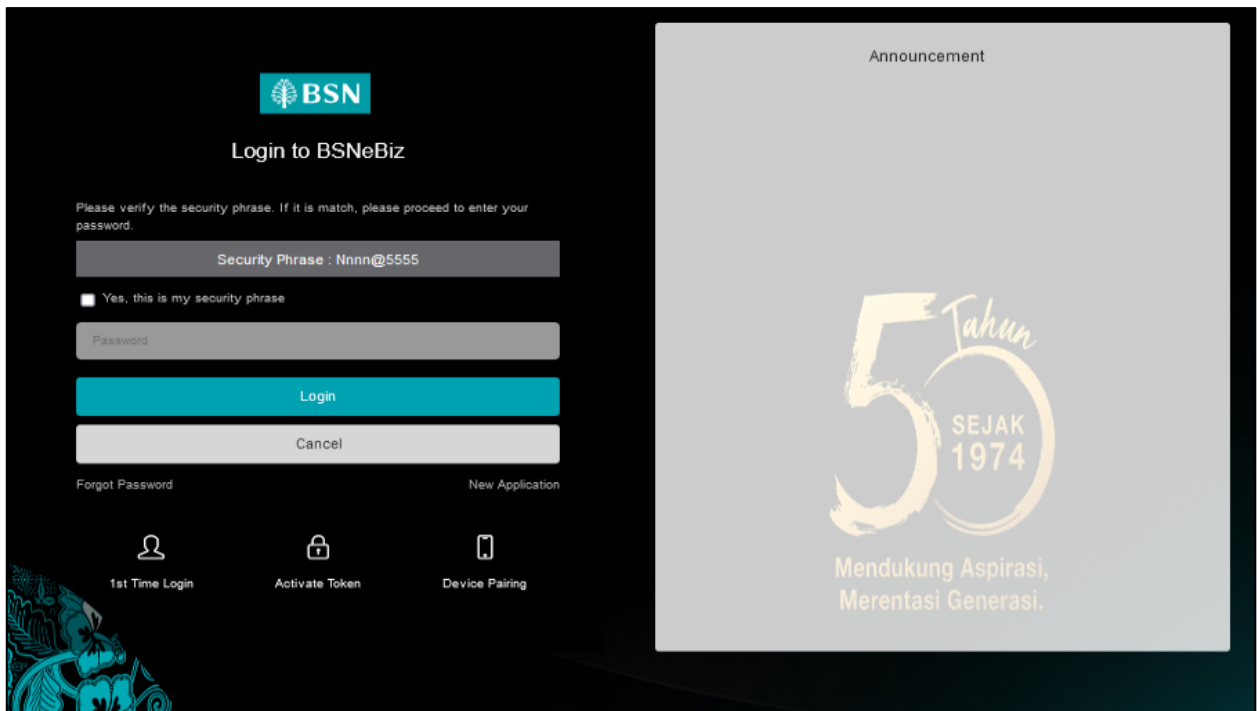 BSN
Login to BSNeBiz
Please verify the security phrase. If it is match, please proceed to enter your
password.
Security Phrase : Nnnn@5555
Yes, this is my security phrase
Password
Login
Cancel
Forgot Password
New Application
1st Time Login
Activate Token
Device Pairing
Announcement
50 Tahun
SEJAK
1974
Mendukung Aspirasi,
Merentasi Generasi.